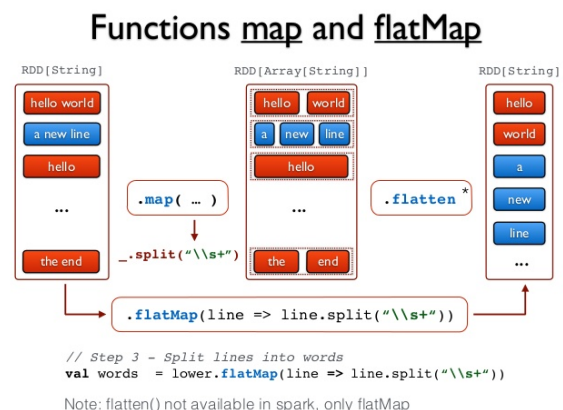 Functions map and flatMap
RDD[String]
RDD[Array[String]]
RDD[String]
hello world
a new line
hello
...
the end
.map( … )
_.split(“\\s+”)
hello world
a new line
hello
...
the end
.flatten*
hello
world
a
new
line
...
.flatMap(line => line.split(“\\s+“))
// Step 3 - Split lines into words
val words = lower.flatMap(line => line.split(“\\s+“))
Note: flatten() not available in spark, only flatMap